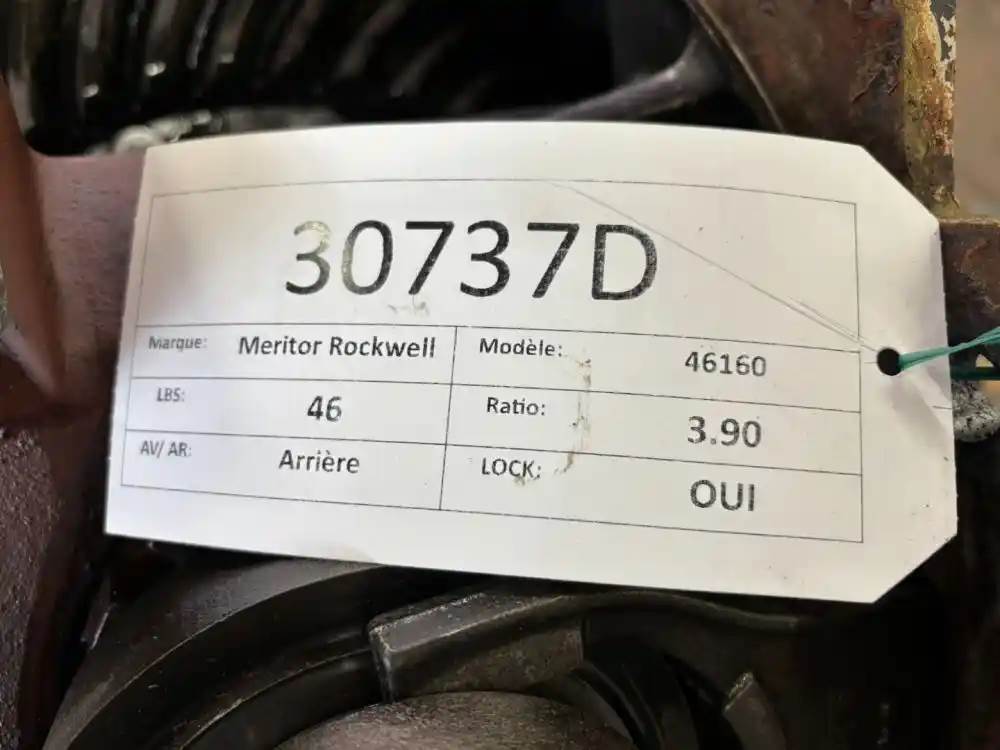 30737D
Marque: Meritor Rockwell Modèle: 46160
LBS: 46 Ratio: 3.90
AV/ AR: Arrière LOCK: OUI